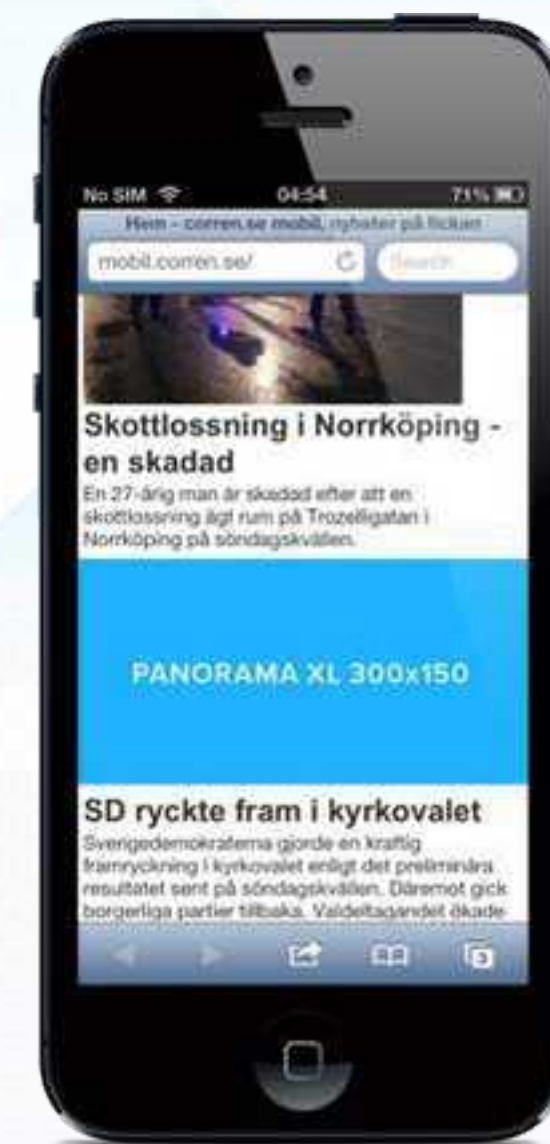 No SIM 04:54 71%
Hem - corren.se mobil, nyheter på fickan
mobil.corren.se/ Search
Skottlossning i Norrköping -
en skadad
En 27-årig man är skadad efter att en
skottlossning ägt rum på Trozelligatan i
Norrköping på söndagskvällen.
PANORAMA XL 300x150
SD ryckte fram i kyrkovalet
Sverigedemokraterna gjorde en kraftig
framryckning i kyrkovalet enligt det preliminära
resultatet sent på söndagskvällen. Däremot gick
borgerliga partier tillbaka. Valdeltagandet ökade
3